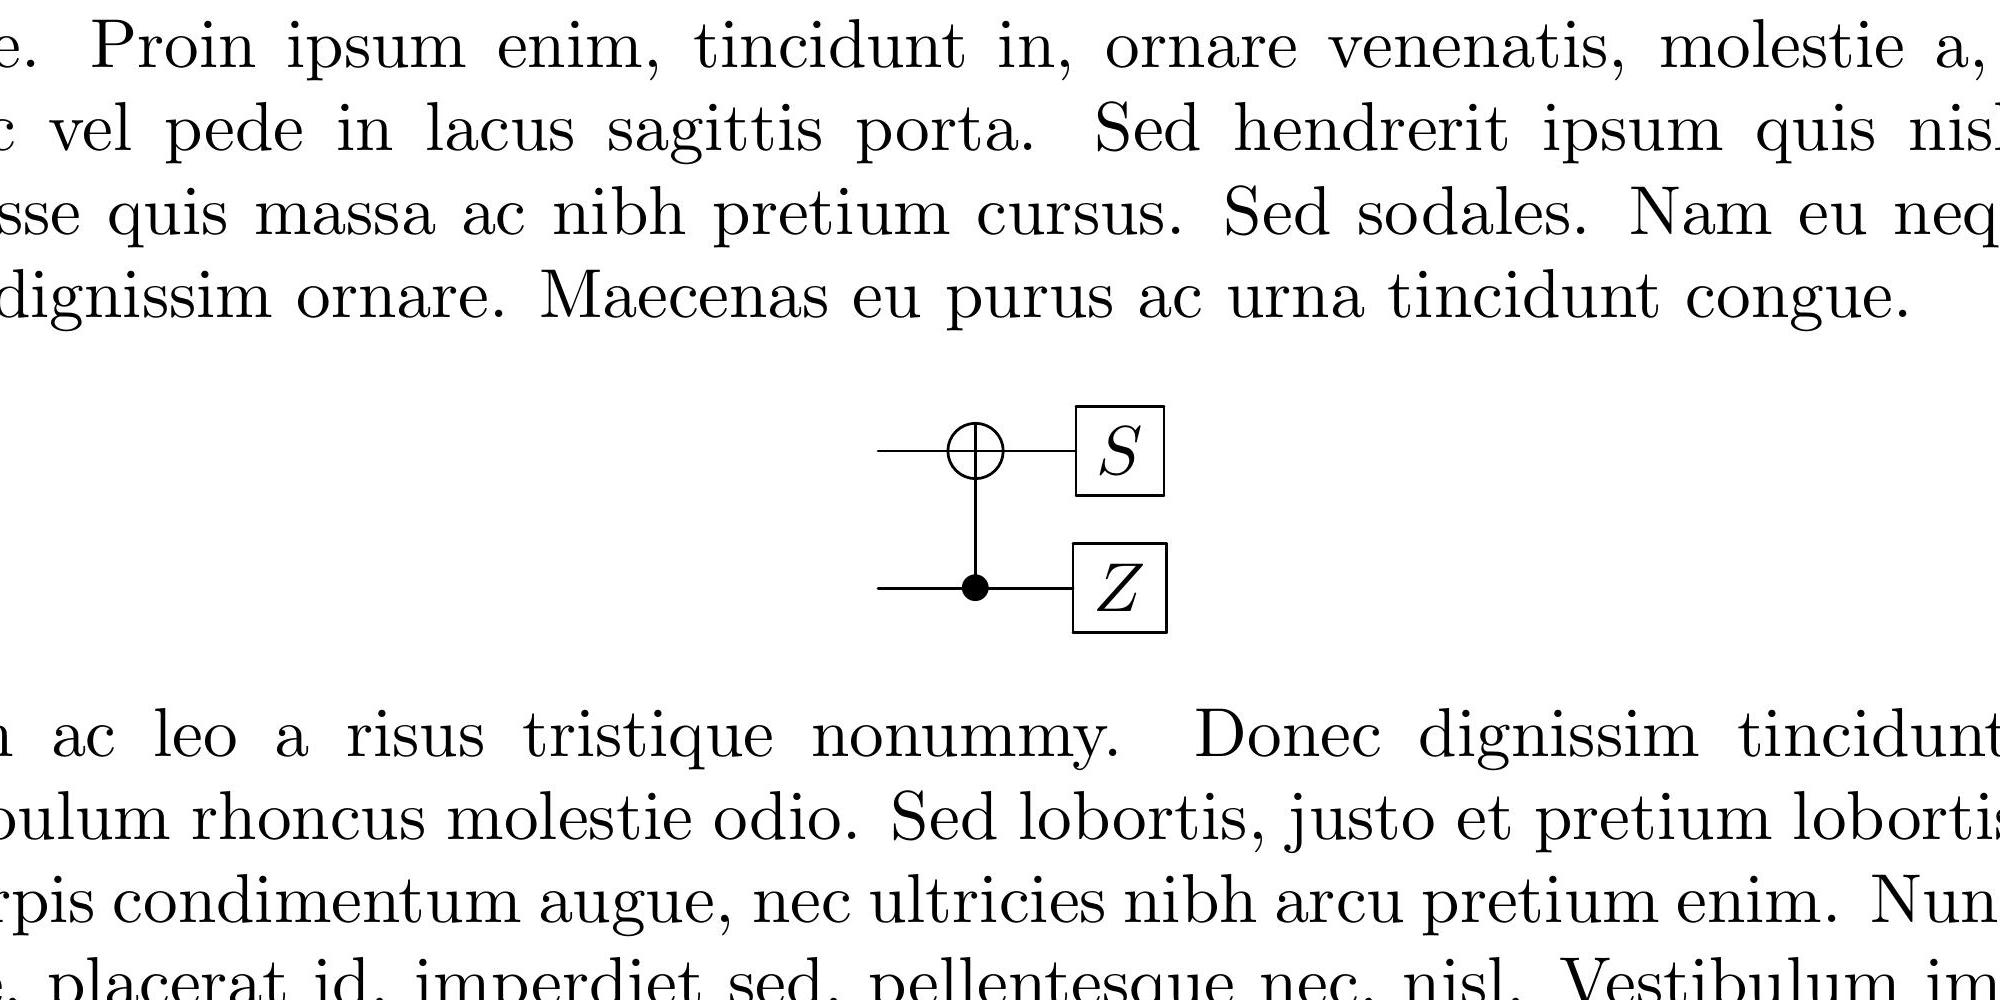 e. Proin ipsum enim, tincidunt in, ornare venenatis, molestie a,
c vel pede in lacus sagittis porta. Sed hendrerit ipsum quis nisl
sse quis massa ac nibh pretium cursus. Sed sodales. Nam eu neq
dignissim ornare. Maecenas eu purus ac urna tincidunt congue.
S
Z
ac leo a risus tristique nonummy. Donec dignissim tincidunt
bulum rhoncus molestie odio. Sed lobortis, justo et pretium lobortis
rpis condimentum augue, nec ultricies nibh arcu pretium enim. Nun
placerat id, imperdiet sed, pellentesque nec, nisl. Vestibulum im